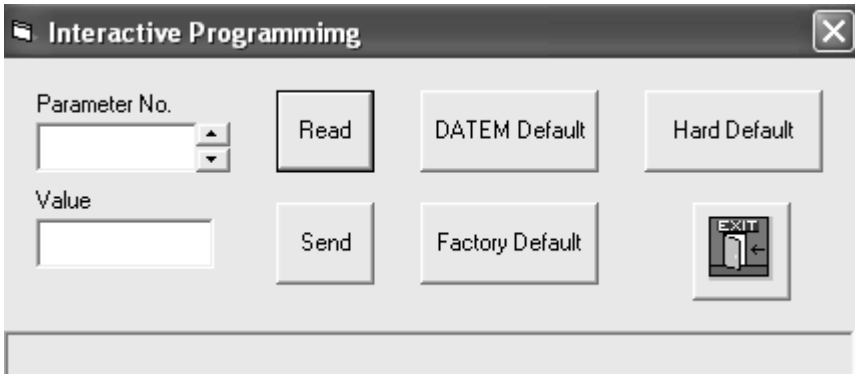 Interactive Programmimg
Parameter No.
Read
DATEM Default
Hard Default
Value
Send
Factory Default
EXIT